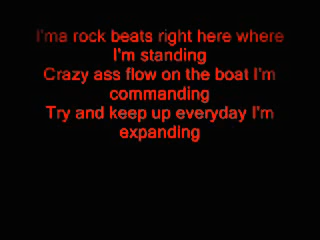 I'ma rock beats right here where
I'm standing
Crazy ass flow on the boat I'm
commanding
Try and keep up everyday I'm
expanding